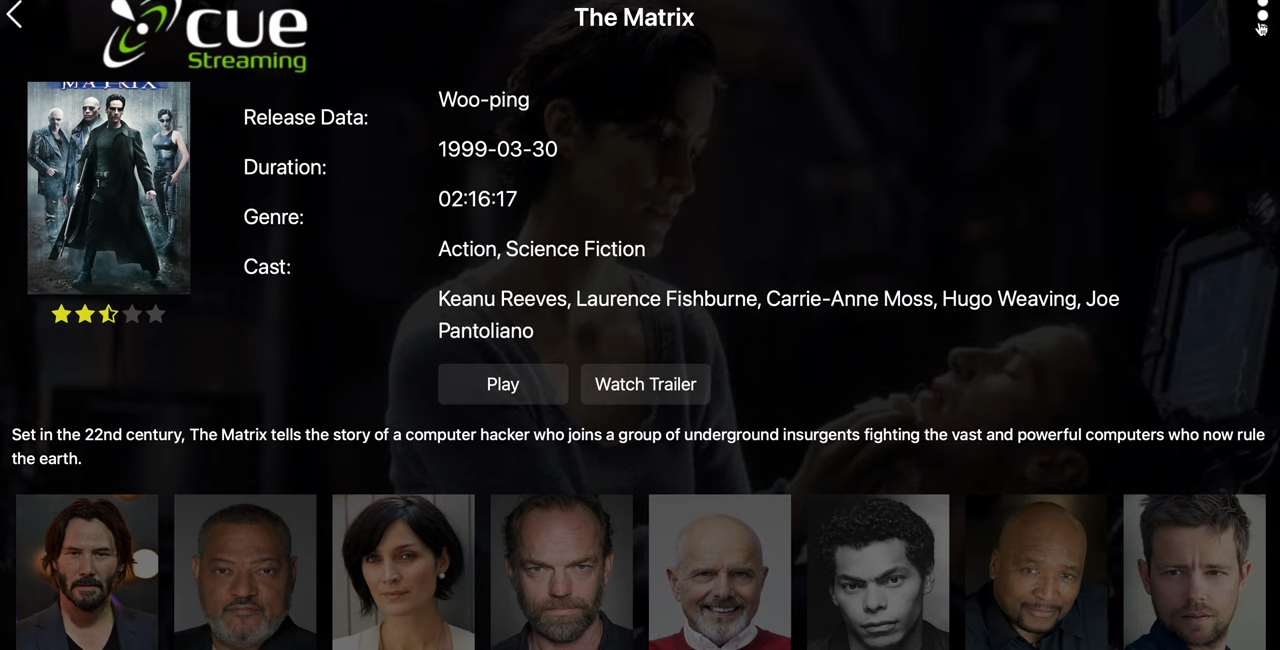 The Matrix
cue
Streaming
MATRIX
Woo-ping
Release Data:
1999-03-30
Duration:
02:16:17
Genre:
Action, Science Fiction
Cast:
Keanu Reeves, Laurence Fishburne, Carrie-Anne Moss, Hugo Weaving, Joe
Pantoliano
Play
Watch Trailer
Set in the 22nd century, The Matrix tells the story of a computer hacker who joins a group of underground insurgents fighting the vast and powerful computers who now rule
the earth.